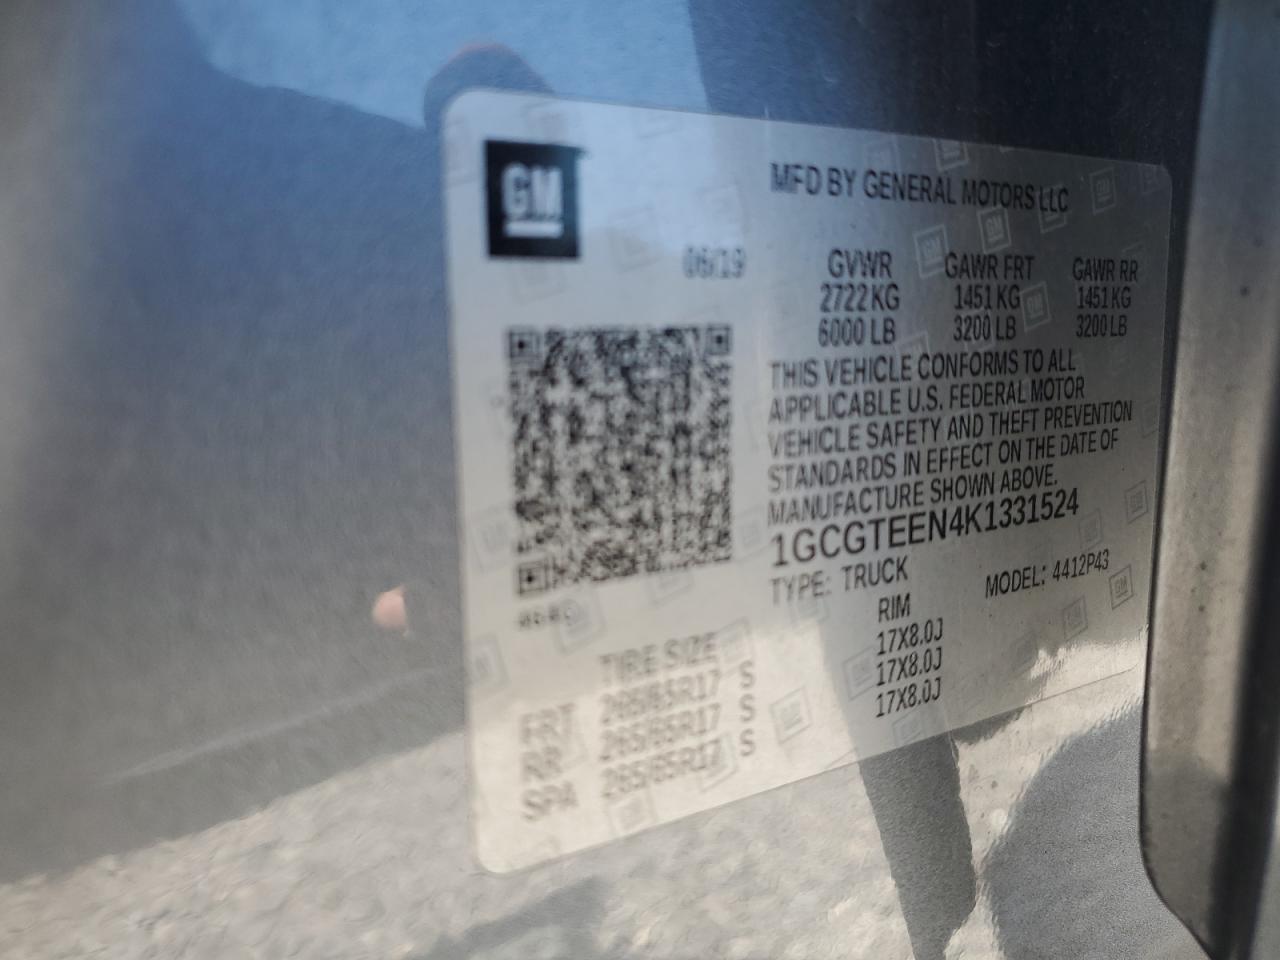 GM
MFD BY GENERAL MOTORS LLC
06/19
GVWR GAWR FRT GAWR RR
2722 KG 1451 KG 1451 KG
6000 LB 3200 LB 3200 LB
THIS VEHICLE CONFORMS TO ALL
APPLICABLE U.S. FEDERAL MOTOR
VEHICLE SAFETY AND THEFT PREVENTION
STANDARDS IN EFFECT ON THE DATE OF
MANUFACTURE SHOWN ABOVE.
1GCGTEEN4K1331524
TYPE: TRUCK MODEL: 4412P43
TIRE SIZE RIM
FRT 265/65R17 S 17X8.0J
RR 265/65R17 S 17X8.0J
SPA 265/65R17 S 17X8.0J